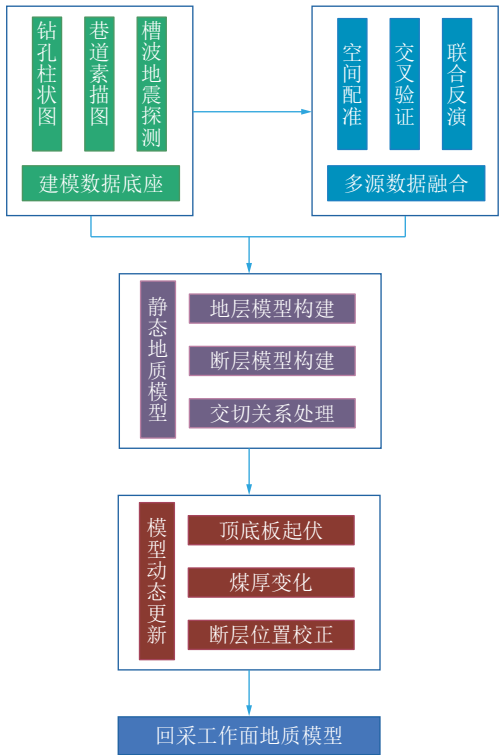 钻孔柱状图
巷道素描图
槽波地震探测
建模数据底座
空间配准
交叉验证
联合反演
多源数据融合
静态地质模型
地层模型构建
断层模型构建
交切关系处理
模型动态更新
顶底板起伏
煤厚变化
断层位置校正
回采工作面地质模型